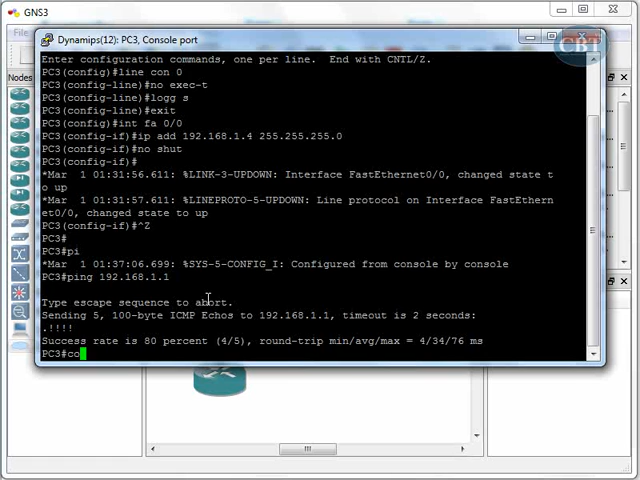 GNS3
CBT
Dynamips(12): PC3, Console port
Nodes
Enter configuration commands, one per line.  End with CNTL/Z.
PC3(config)#line con 0
PC3(config-line)#no exec-t
PC3(config-line)#logg s
PC3(config-line)#exit
PC3(config)#int fa 0/0
PC3(config-if)#ip add 192.168.1.4 255.255.255.0
PC3(config-if)#no shut
PC3(config-if)#
*Mar  1 01:31:56.611: %LINK-3-UPDOWN: Interface FastEthernet0/0, changed state t
o up
*Mar  1 01:31:57.611: %LINEPROTO-5-UPDOWN: Line protocol on Interface FastEthern
et0/0, changed state to up
PC3(config-if)#^Z
PC3#
PC3#pi
*Mar  1 01:37:06.699: %SYS-5-CONFIG_I: Configured from console by console
PC3#ping 192.168.1.1
Type escape sequence to abort.
Sending 5, 100-byte ICMP Echos to 192.168.1.1, timeout is 2 seconds:
.!!!!
Success rate is 80 percent (4/5), round-trip min/avg/max = 4/34/76 ms
PC3#co